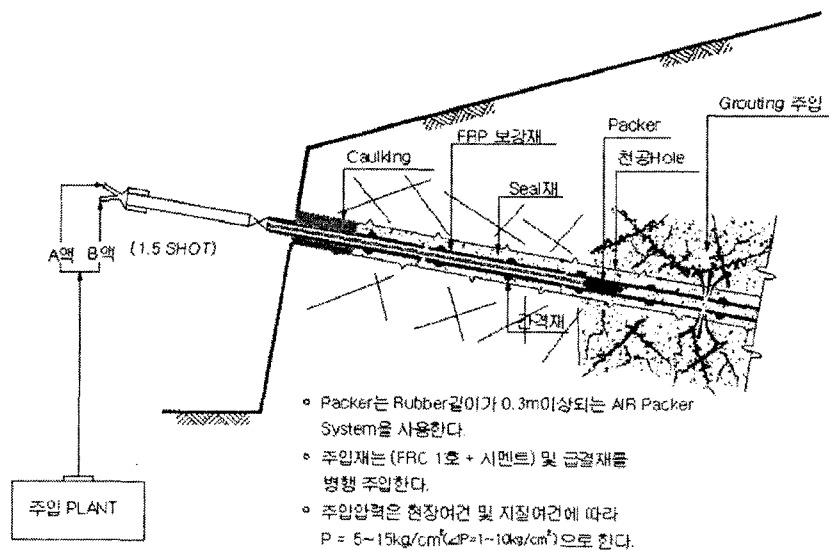 Grouting 주입
Packer
FRP 보강재
천공Hole
Caulking
Seal재
A액 B액 (1.5 SHOT)
간격재
주입 PLANT
◦ Packer는 Rubber길이가 0.3m이상되는 AIR Packer
System을 사용한다.
◦ 주입재는 (FRC 1호 + 시멘트) 및 급결재를
병행 주입한다.
◦ 주입압력은 현장여건 및 지질여건에 따라
P = 5~15kg/cm²(⊿P=1~10kg/cm²)으로 한다.